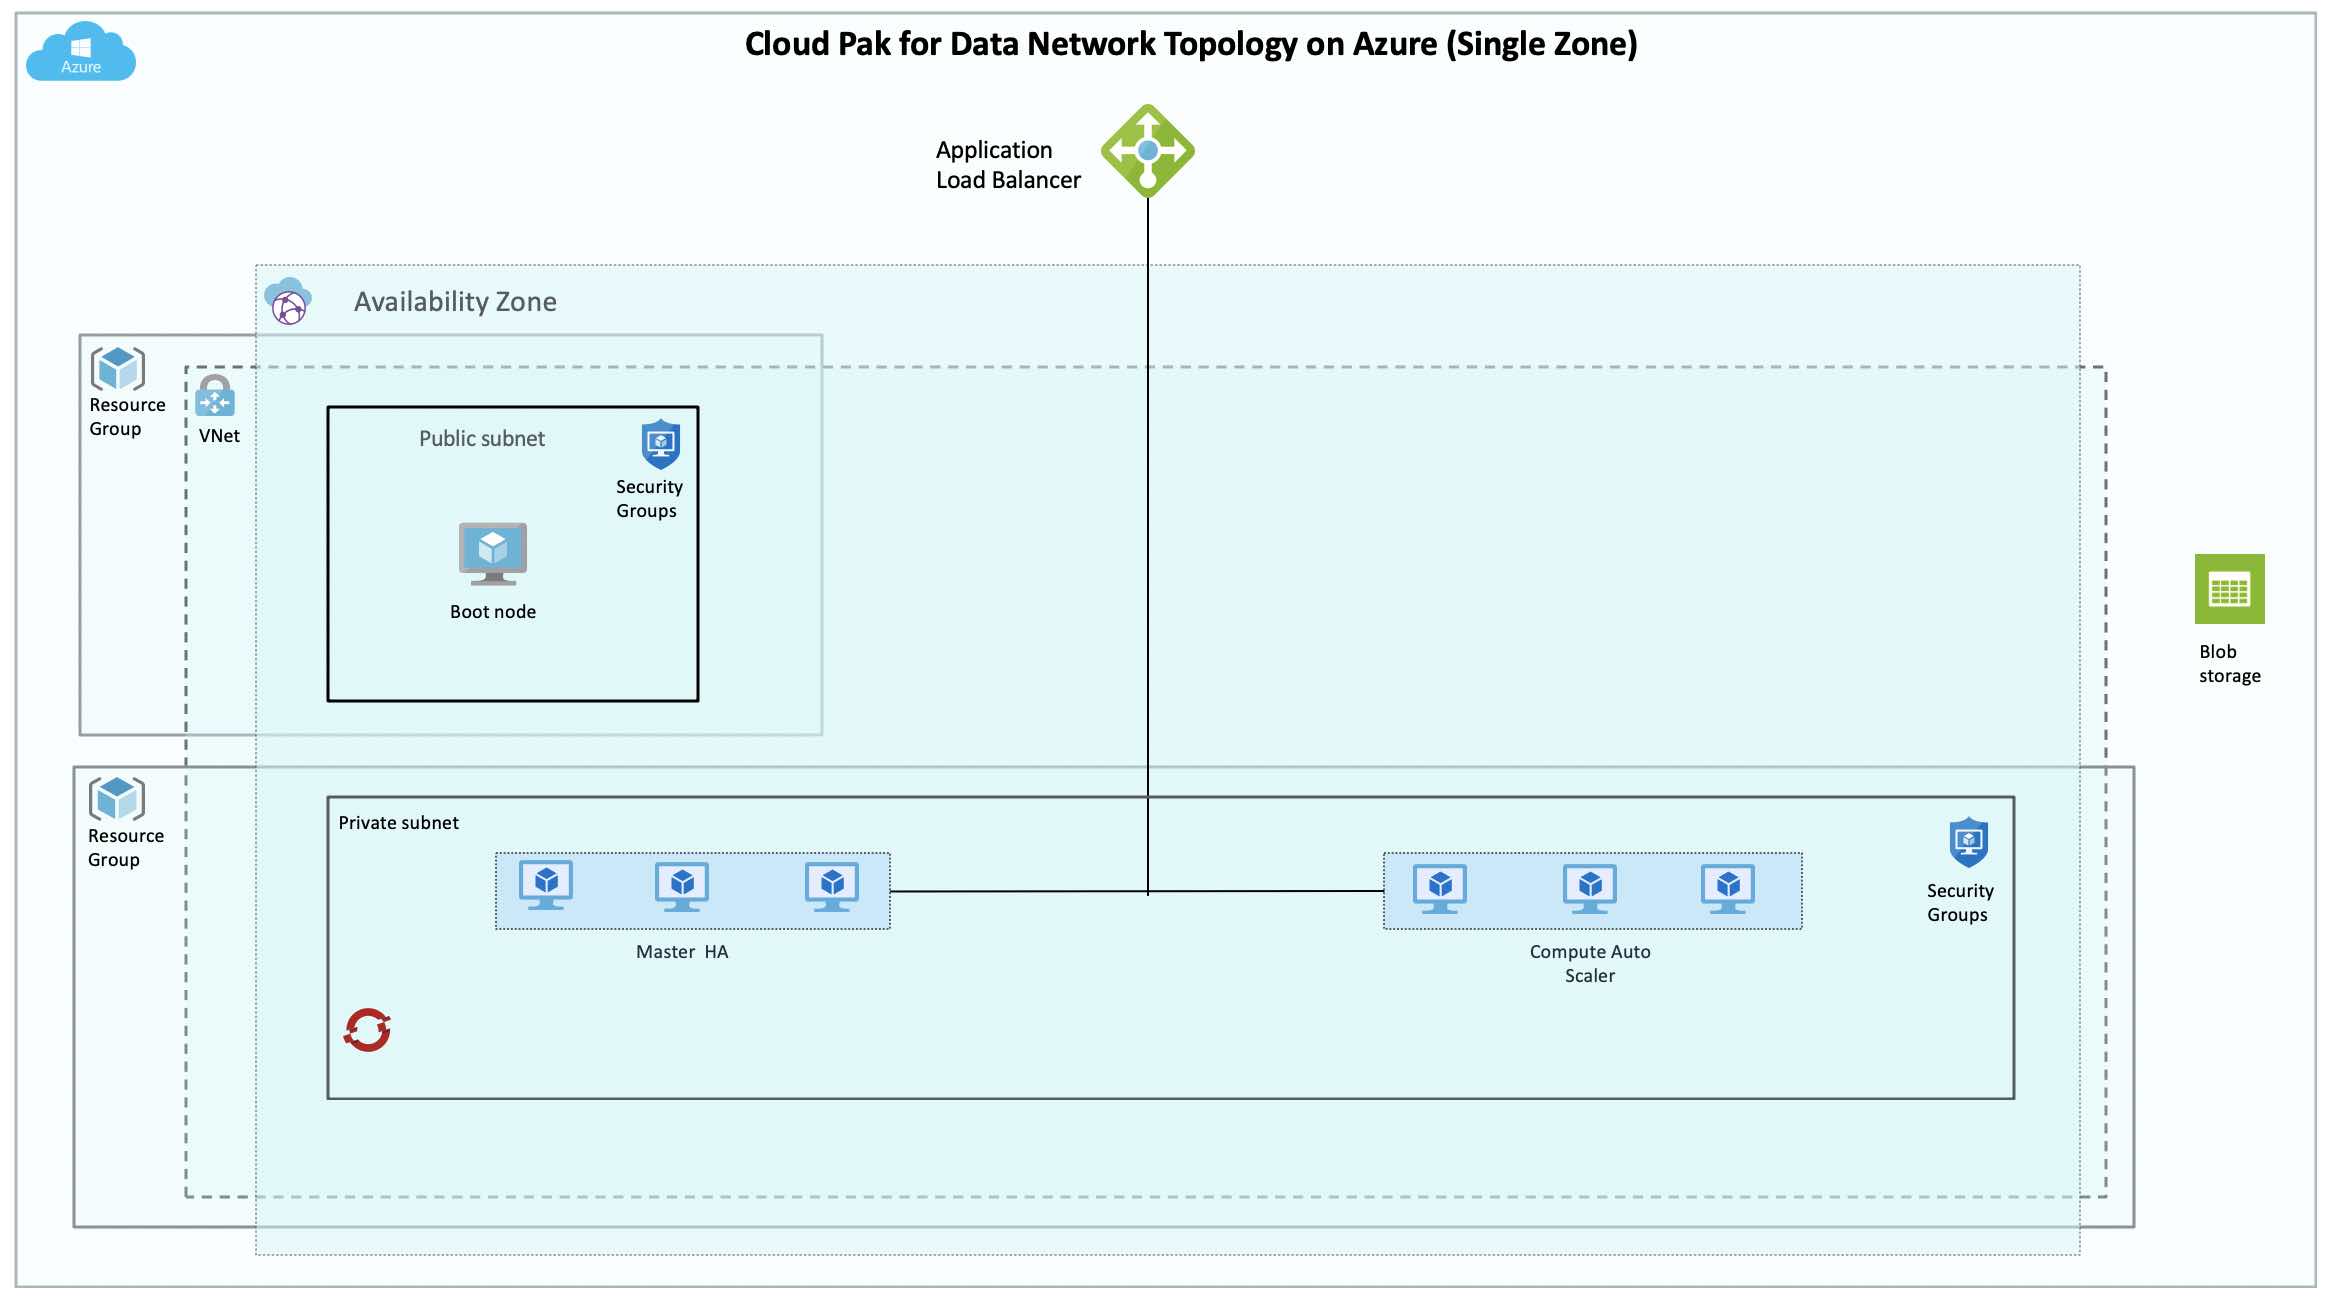 Cloud Pak for Data Network Topology on Azure (Single Zone)
Azure
Application
Load Balancer
Availability Zone
Resource
Group
VNet
Public subnet
Security
Groups
Boot node
Blob
storage
Resource
Group
Private subnet
Security
Groups
Master  HA
Compute Auto
Scaler